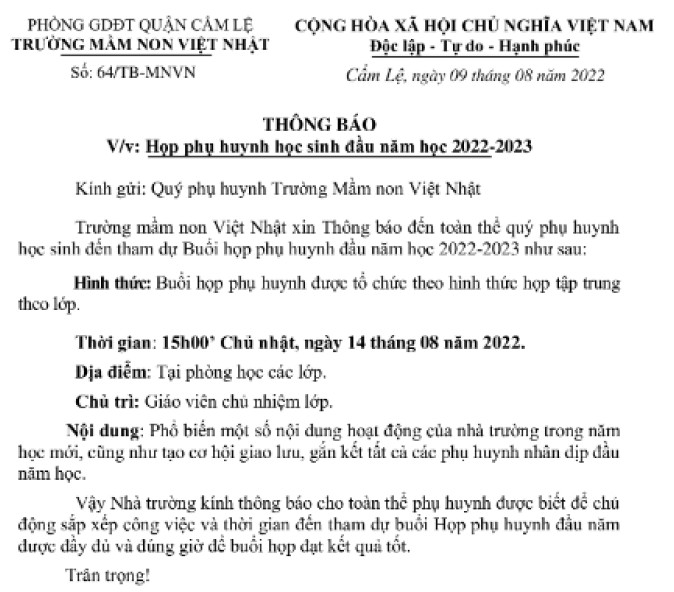 PHÒNG GDĐT QUẬN CẨM LỆ
TRƯỜNG MẦM NON VIỆT NHẬT
Số: 64/TB-MNVN
CỘNG HÒA XÃ HỘI CHỦ NGHĨA VIỆT NAM
Độc lập - Tự do - Hạnh phúc
Cẩm Lệ, ngày 09 tháng 08 năm 2022
THÔNG BÁO
V/v: Họp phụ huynh học sinh đầu năm học 2022-2023
Kính gửi: Quý phụ huynh Trường Mầm non Việt Nhật
Trường mầm non Việt Nhật xin Thông báo đến toàn thể quý phụ huynh
học sinh đến tham dự Buổi họp phụ huynh đầu năm học 2022-2023 như sau:
Hình thức: Buổi họp phụ huynh được tổ chức theo hình thức họp tập trung
theo lớp.
Thời gian: 15h00’ Chủ nhật, ngày 14 tháng 08 năm 2022.
Địa điểm: Tại phòng học các lớp.
Chủ trì: Giáo viên chủ nhiệm lớp.
Nội dung: Phổ biến một số nội dung hoạt động của nhà trường trong năm
học mới, cũng như tạo cơ hội giao lưu, gắn kết tất cả các phụ huynh nhân dịp đầu
năm học.
Vậy Nhà trường kính thông báo cho toàn thể phụ huynh được biết để chủ
động sắp xếp công việc và thời gian đến tham dự buổi Họp phụ huynh đầu năm
được đầy đủ và đúng giờ để buổi họp đạt kết quả tốt.
Trân trọng!